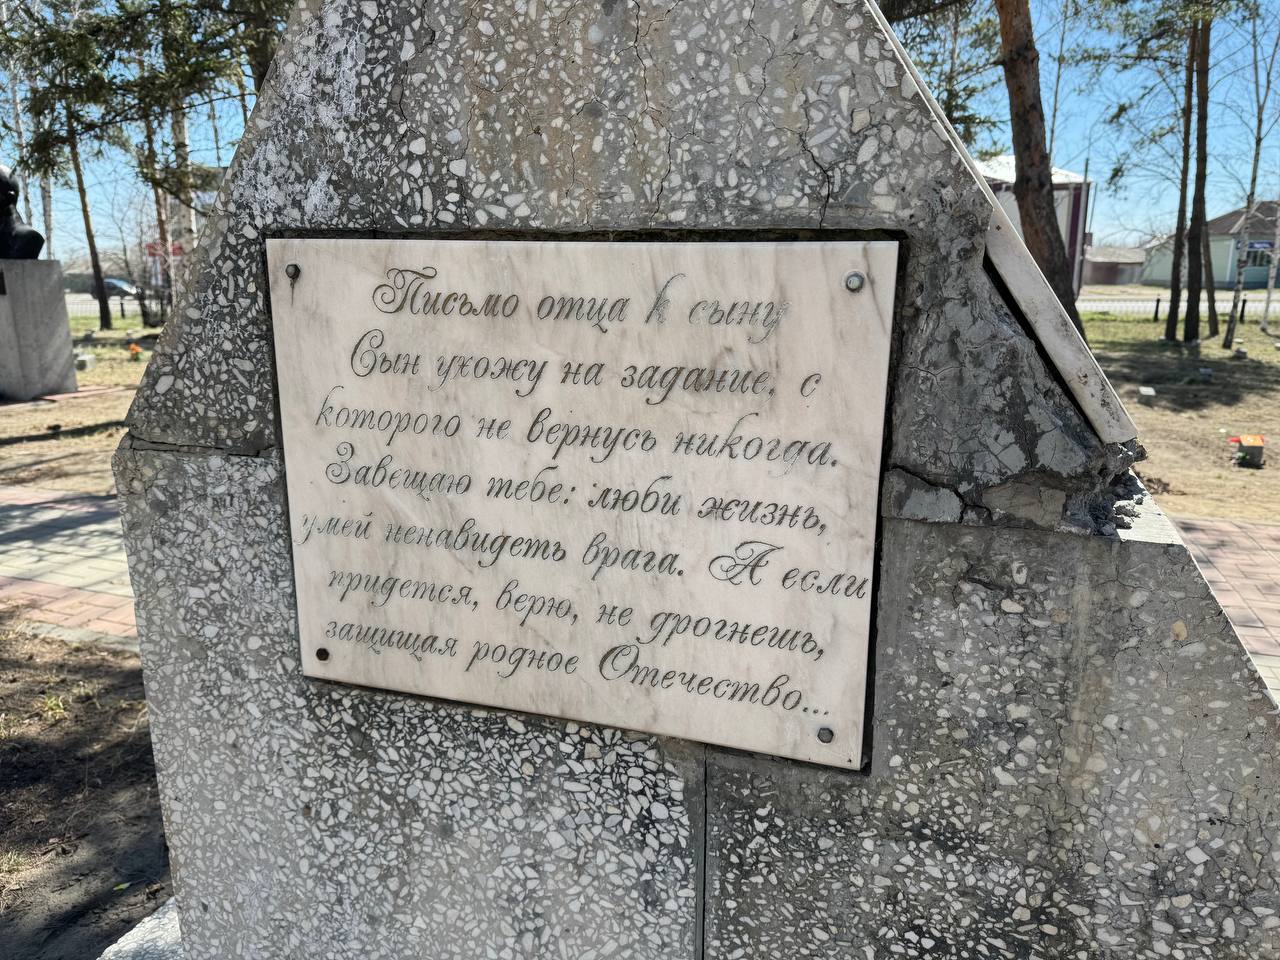 Письмо отца к сыну
Сын ухожу на задание, с
которого не вернусь никогда.
Завещаю тебе: люби жизнь,
умей ненавидеть врага. А если
придется, верю, не дрогнешь,
защищая родное Отечество...